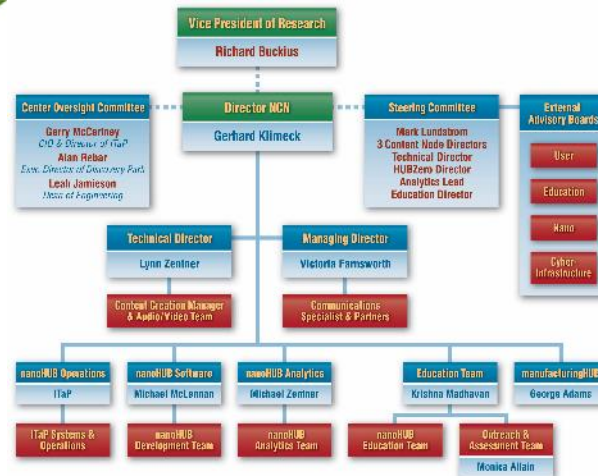 Vice President of Research
Richard Buckius
Center Oversight Committee
Gerry McCartney
CIO & Director of ITaP
Alan Rebar
Exec. Director of Discovery Park
Leah Jamieson
Dean of Engineering
Director NCN
Gerhard Klimeck
Steering Committee
Mark Lundstrom
3 Content Node Directors
Technical Director
HUBZero Director
Analytics Lead
Education Director
External
Advisory Boards
User
Education
Nano
Cyber-
Infrastructure
Technical Director
Lynn Zentner
Content Creation Manager
& Audio/Video Team
Managing Director
Victoria Farnsworth
Communications
Specialist & Partners
nanoHUB Operations
ITaP
ITaP Systems &
Operations
nanoHUB Software
Michael McLennan
nanoHUB
Development Team
nanoHUB Analytics
Michael Zentner
nanoHUB
Analytics Team
Education Team
Krishna Madhavan
nanoHUB
Education Team
Outreach &
Assessment Team
Monica Allain
manufacturingHUB
George Adams